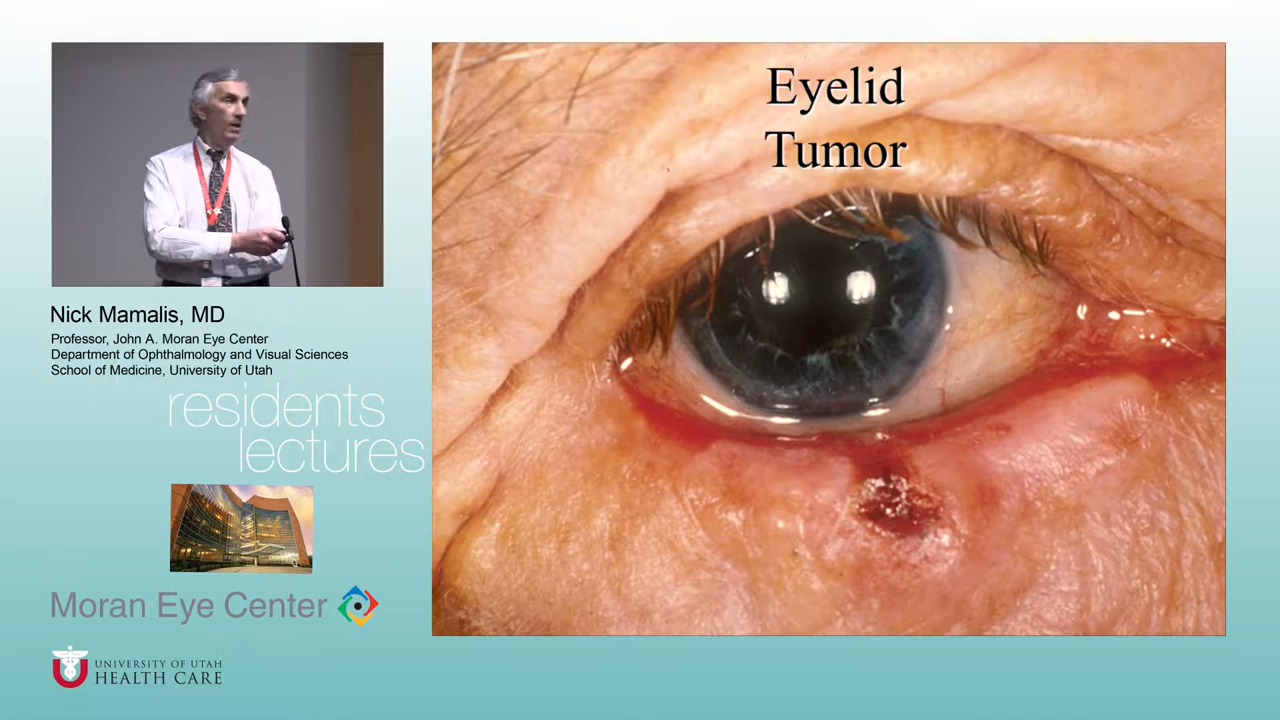 Eyelid
Tumor
Nick Mamalis, MD
Professor, John A. Moran Eye Center
Department of Ophthalmology and Visual Sciences
School of Medicine, University of Utah
residents
lectures
Moran Eye Center
UNIVERSITY OF UTAH
HEALTH CARE